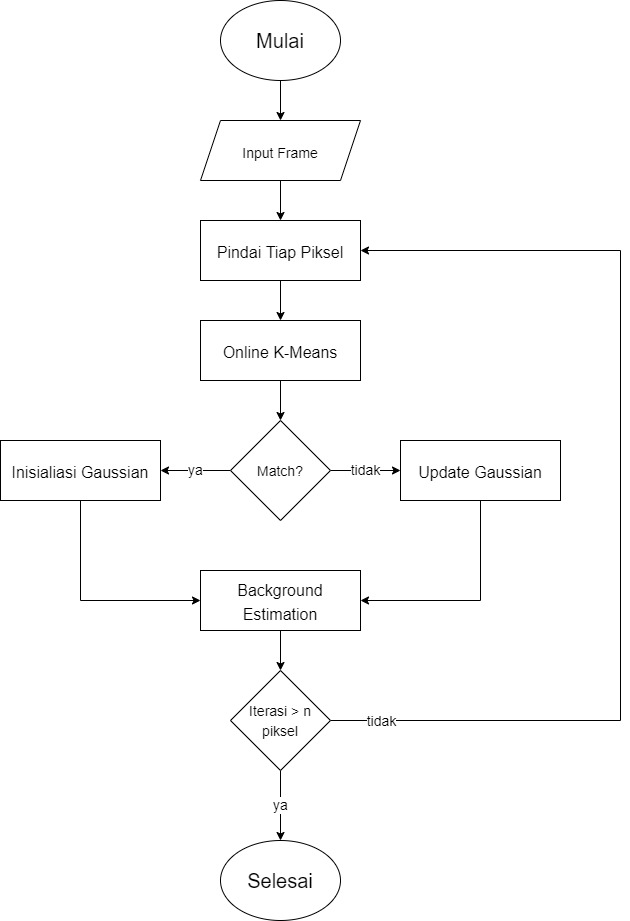 Mulai
Input Frame
Pindai Tiap Piksel
Online K-Means
Inisialiasi Gaussian
ya
Match?
tidak
Update Gaussian
Background
Estimation
Iterasi > n
piksel
tidak
ya
Selesai